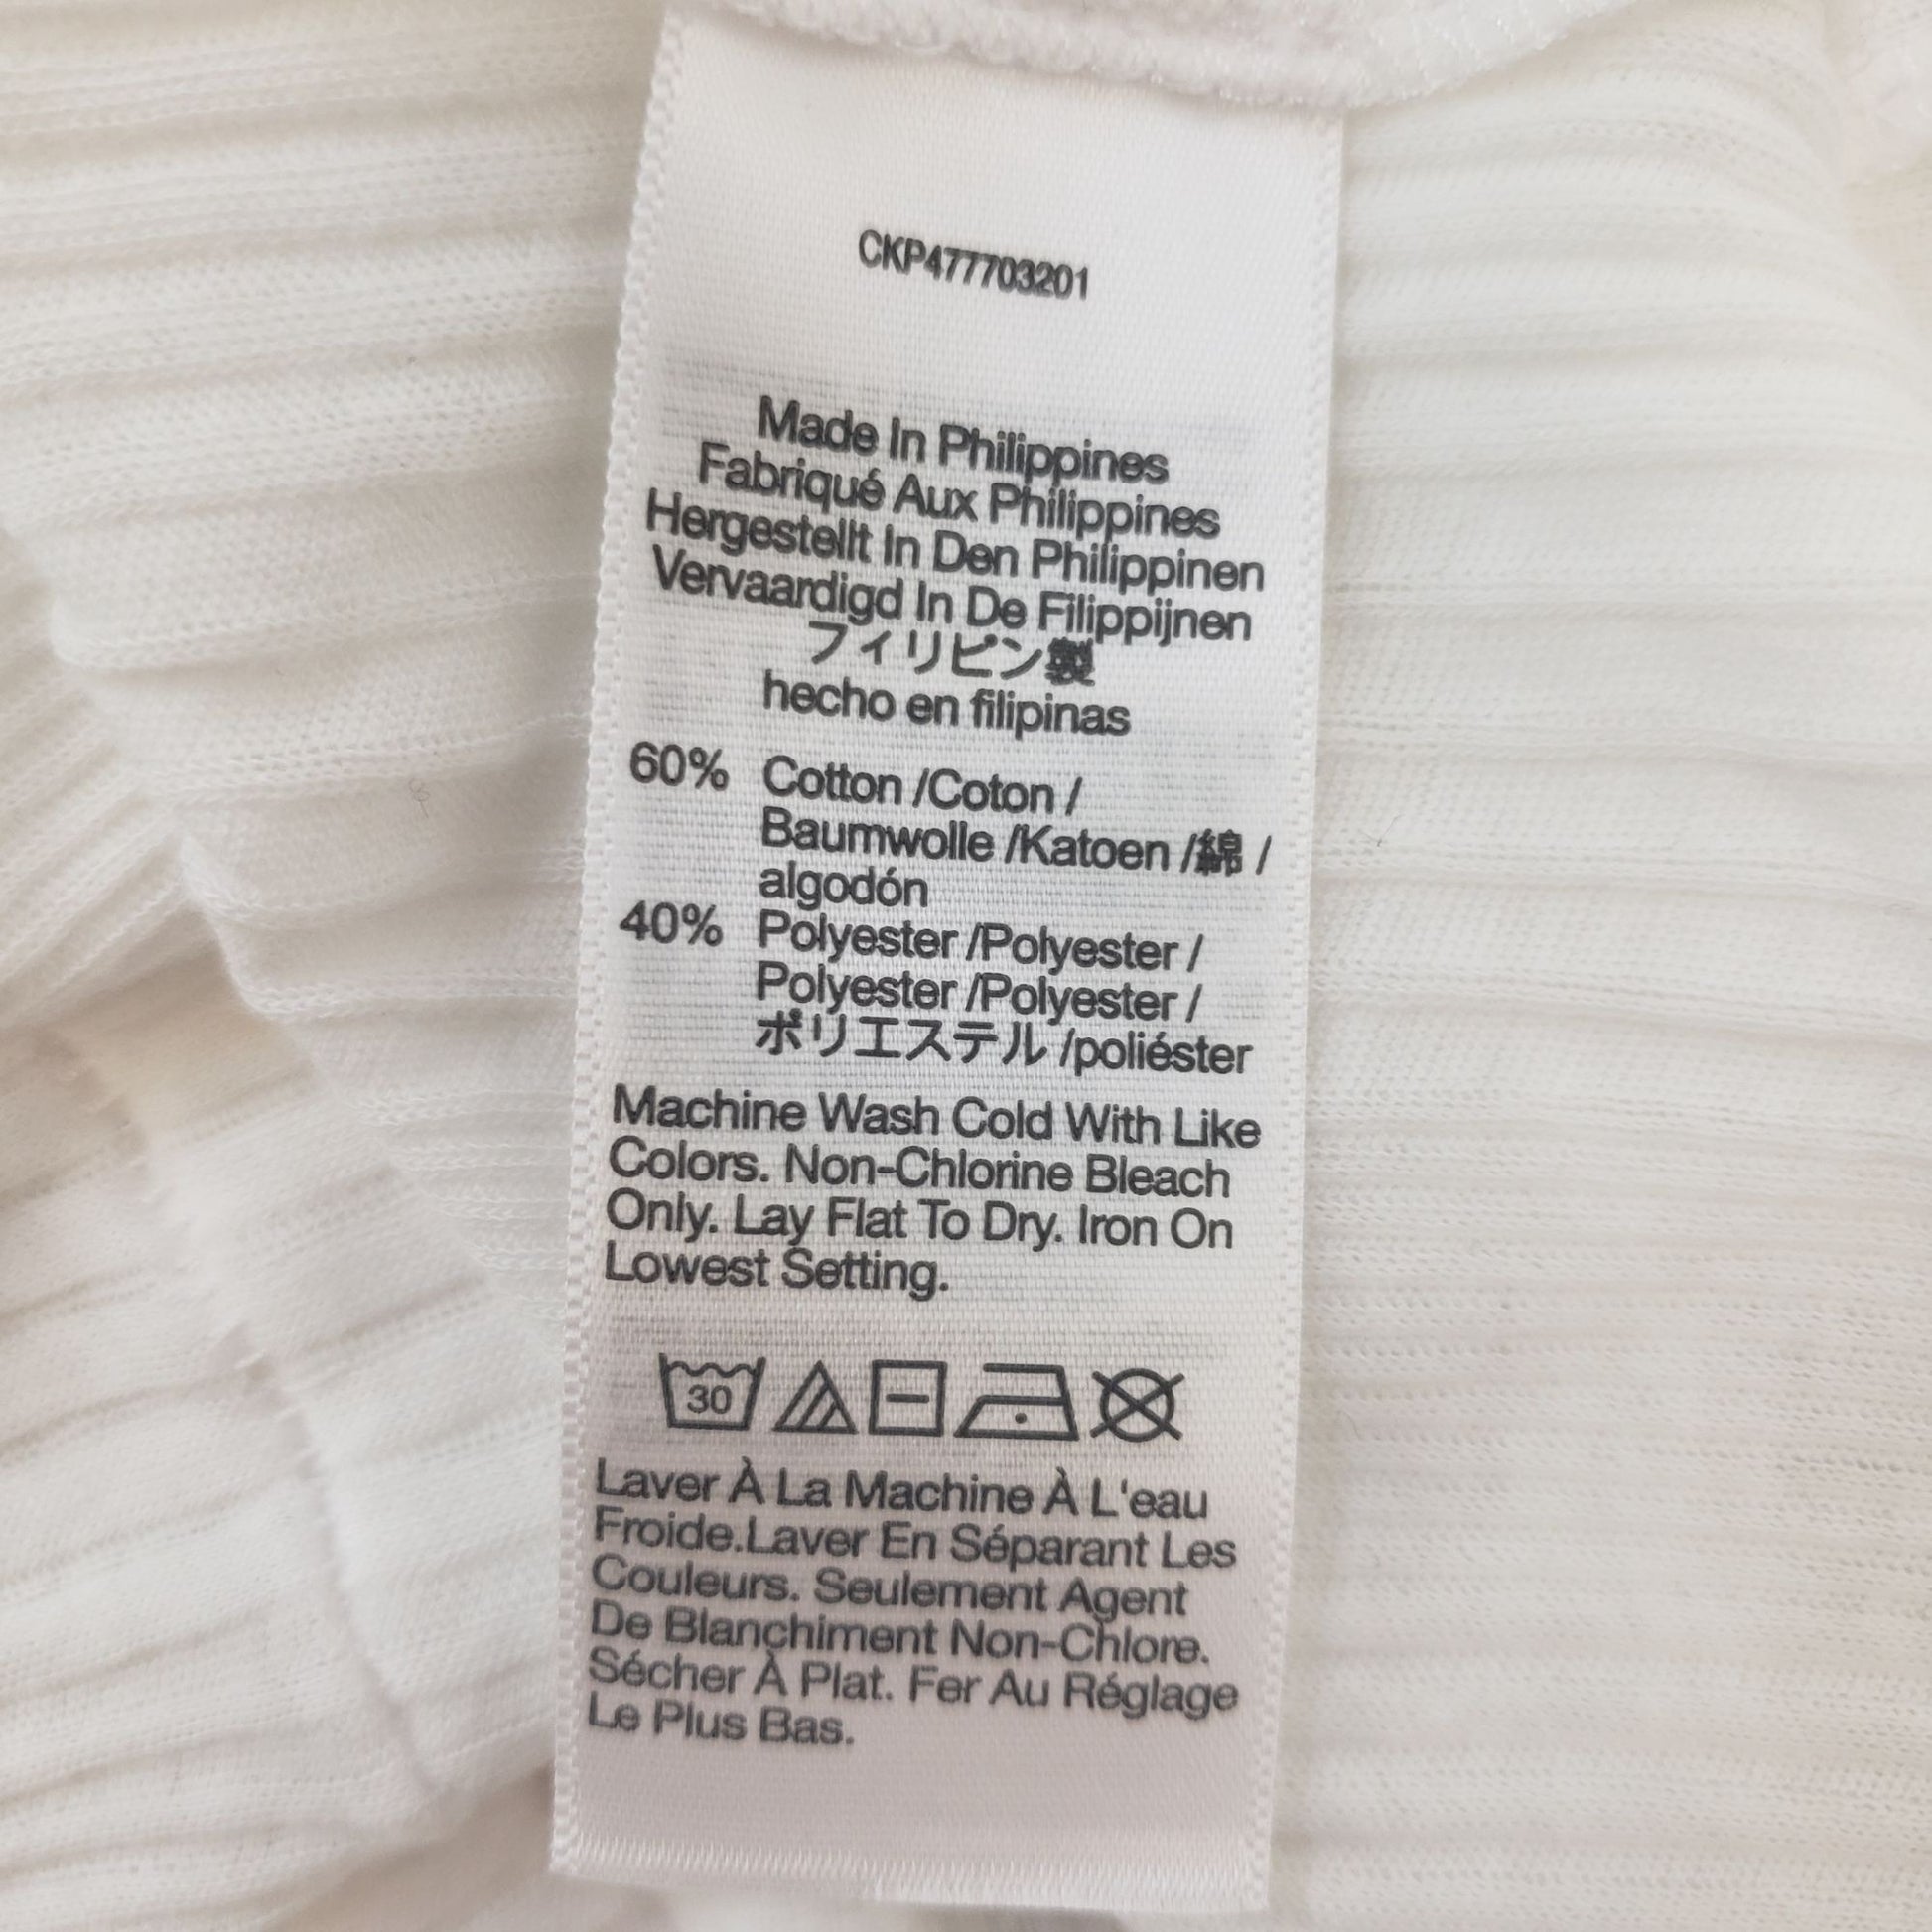 CKP477703201
Made In Philippines
Fabriqué Aux Philippines
Hergestellt In Den Philippinen
Vervaardigd In De Filippijnen
フィリピン製
hecho en filipinas
60% Cotton /Coton /
Baumwolle /Katoen /綿 /
algodón
40% Polyester /Polyester /
Polyester /Polyester /
ポリエステル /poliéster
Machine Wash Cold With Like
Colors. Non-Chlorine Bleach
Only. Lay Flat To Dry. Iron On
Lowest Setting.
30
Laver À La Machine À L'eau
Froide.Laver En Séparant Les
Couleurs. Seulement Agent
De Blanchiment Non-Chlore.
Sécher À Plat. Fer Au Réglage
Le Plus Bas.